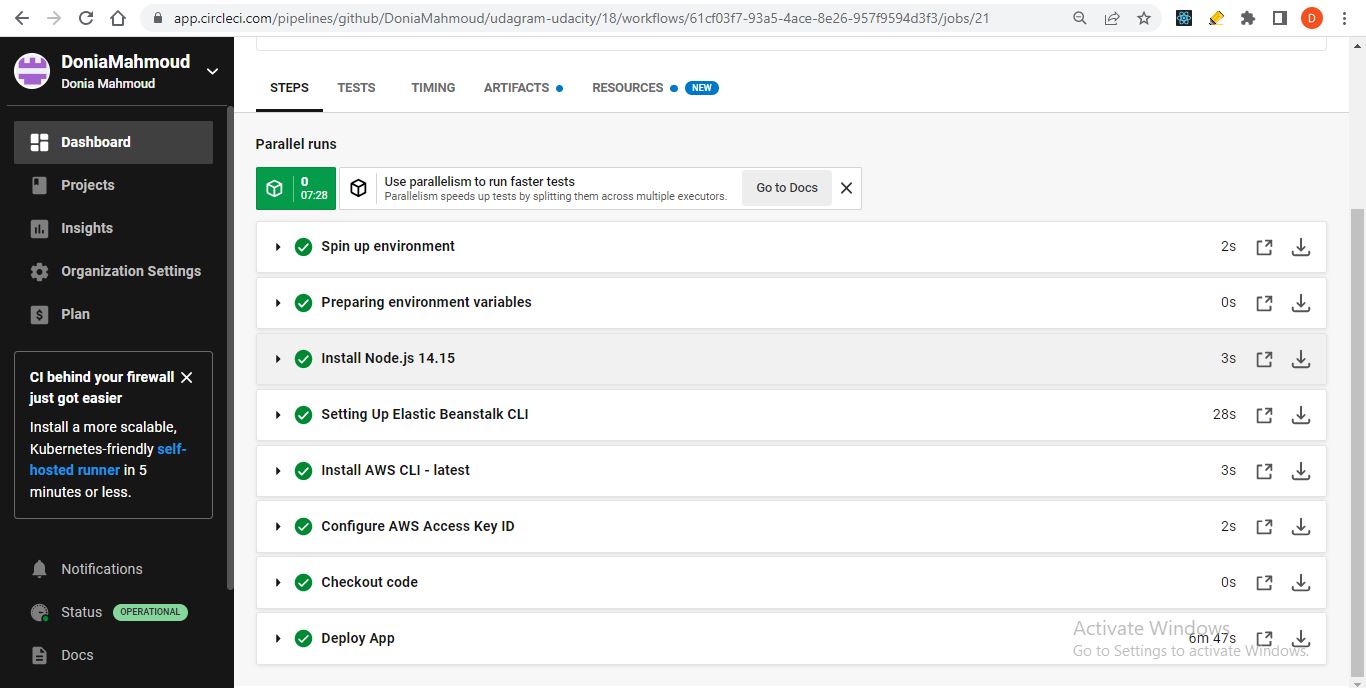 app.circleci.com/pipelines/github/DoniaMahmoud/udagram-udacity/18/workflows/61cf03f7-93a5-4ace-8e26-957f9594d3f3/jobs/21
D
DoniaMahmoud
Donia Mahmoud
Dashboard
Projects
Insights
Organization Settings
$ Plan
CI behind your firewall
just got easier
Install a more scalable,
Kubernetes-friendly self-
hosted runner in 5
minutes or less.
Notifications
Status OPERATIONAL
Docs
STEPS TESTS TIMING ARTIFACTS RESOURCES NEW
Parallel runs
0
07:28
Use parallelism to run faster tests
Parallelism speeds up tests by splitting them across multiple executors.
Go to Docs
Spin up environment 2s
Preparing environment variables 0s
Install Node.js 14.15 3s
Setting Up Elastic Beanstalk CLI 28s
Install AWS CLI - latest 3s
Configure AWS Access Key ID 2s
Checkout code 0s
Deploy App 6m 47s
Activate Windows
Go to Settings to activate Windows.